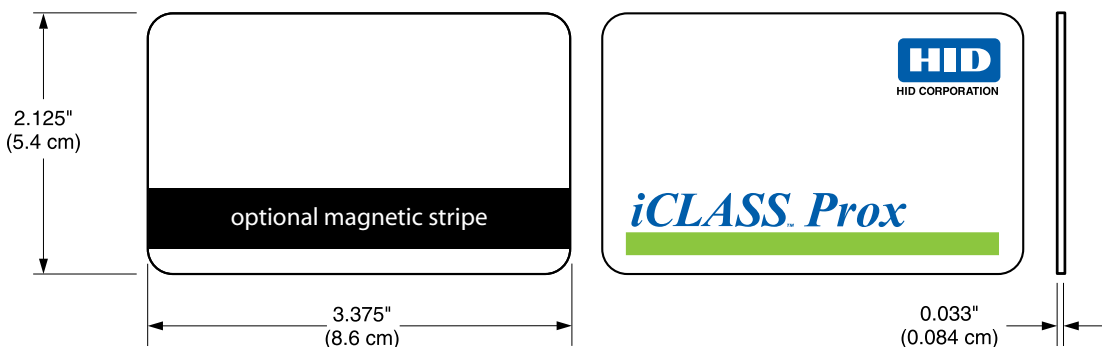 2.125"
(5.4 cm)
optional magnetic stripe
3.375"
(8.6 cm)
HID
HID CORPORATION
iCLASS™ Prox
0.033"
(0.084 cm)